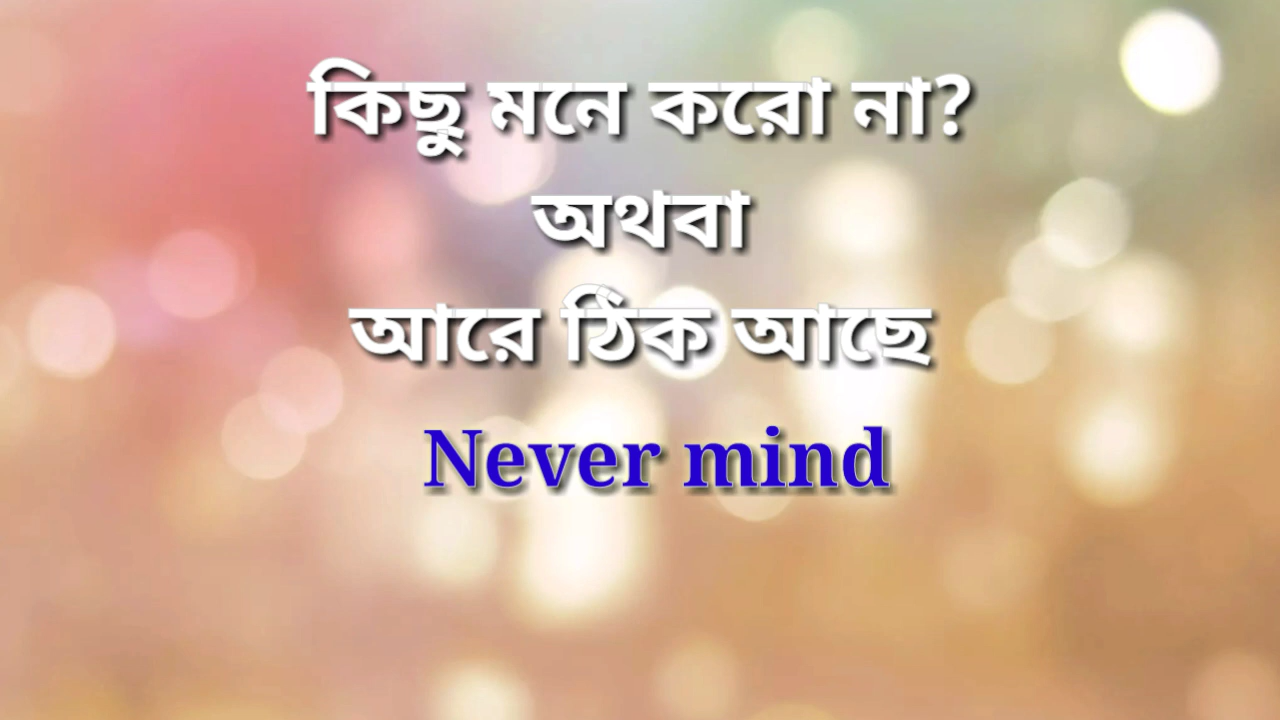 কিছু মনে করো না?
অথবা
আরে ঠিক আছে
Never mind